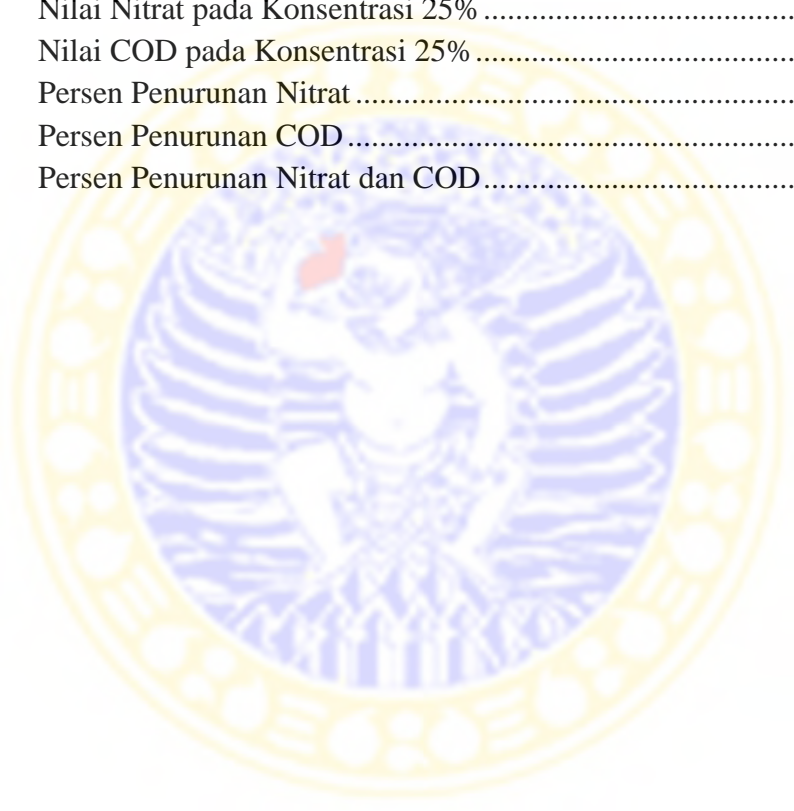 Nilai Nitrat pada Konsentrasi 25% ......................................
Nilai COD pada Konsentrasi 25% .......................................
Persen Penurunan Nitrat .....................................................
Persen Penurunan COD ......................................................
Persen Penurunan Nitrat dan COD......................................